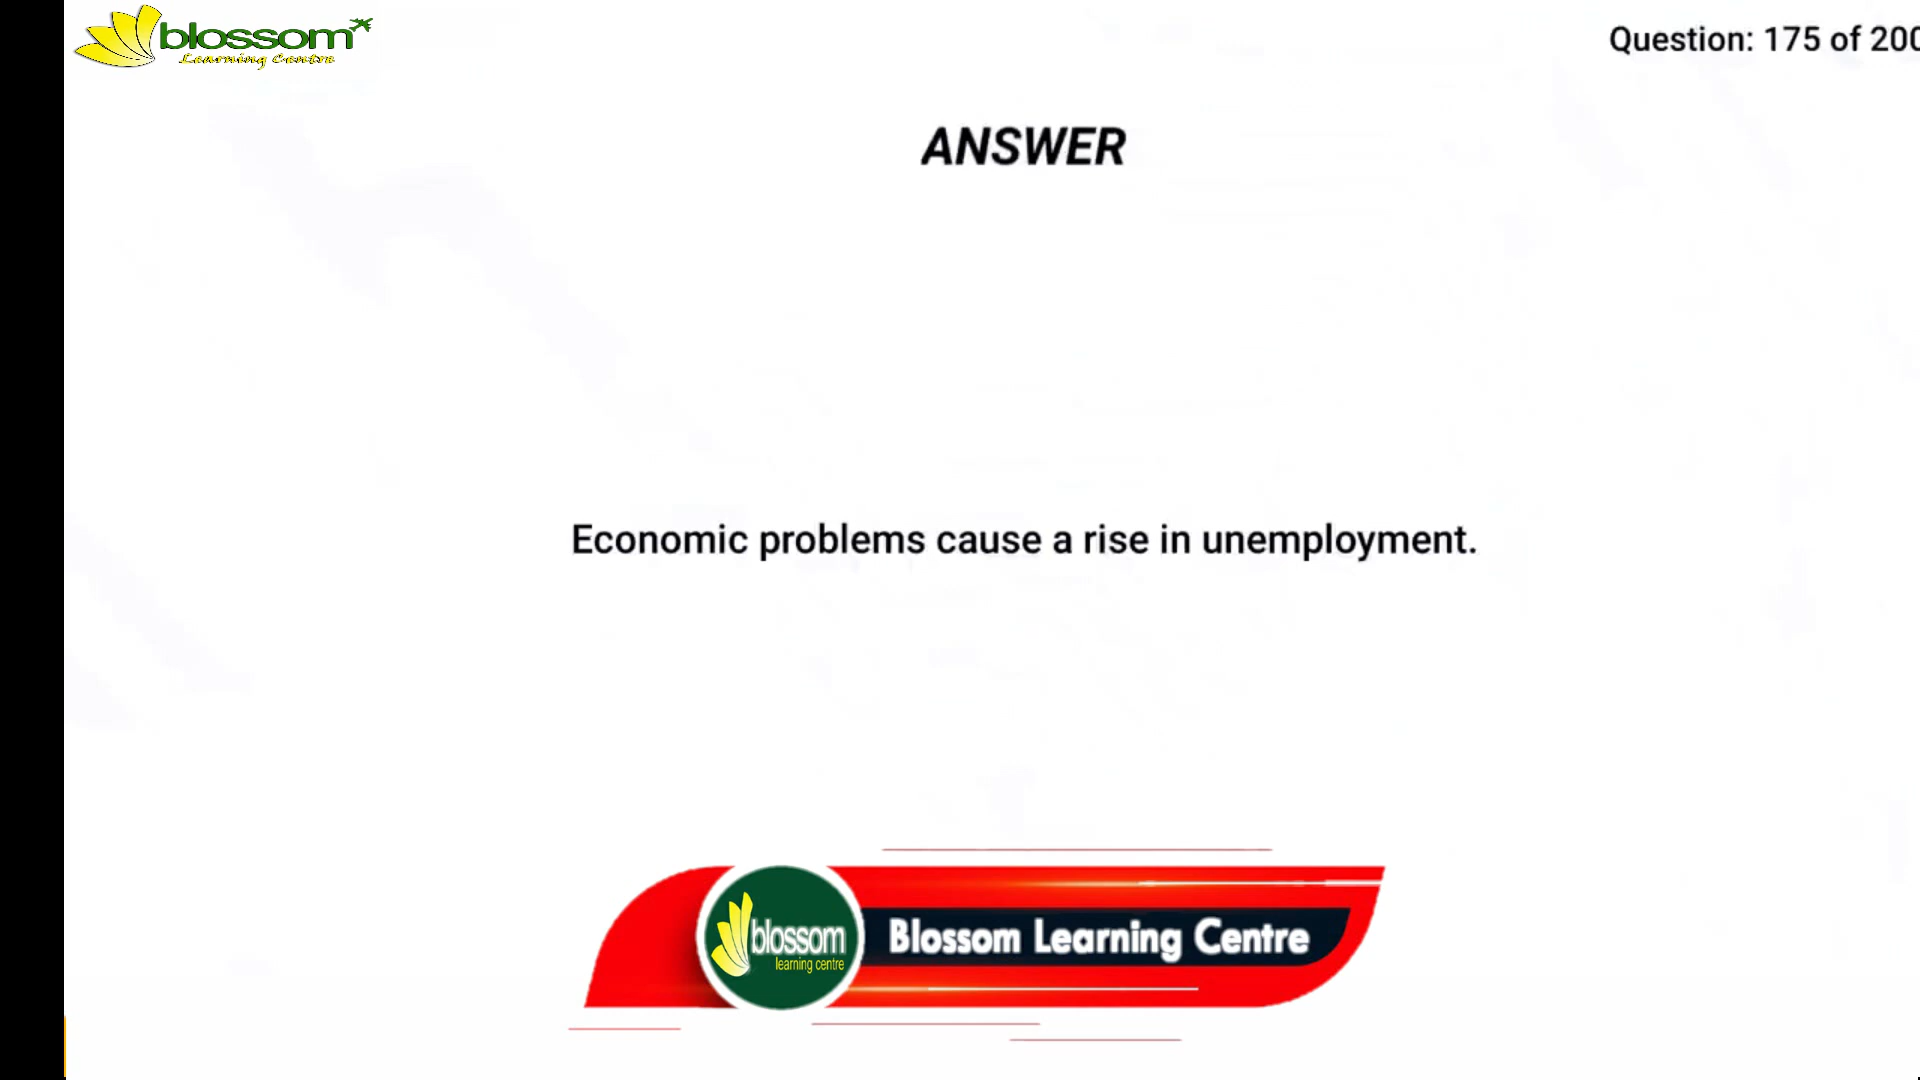 blossom
Learning Centre
Question: 175 of 200
ANSWER
Economic problems cause a rise in unemployment.
blossom
learning centre
Blossom Learning Centre